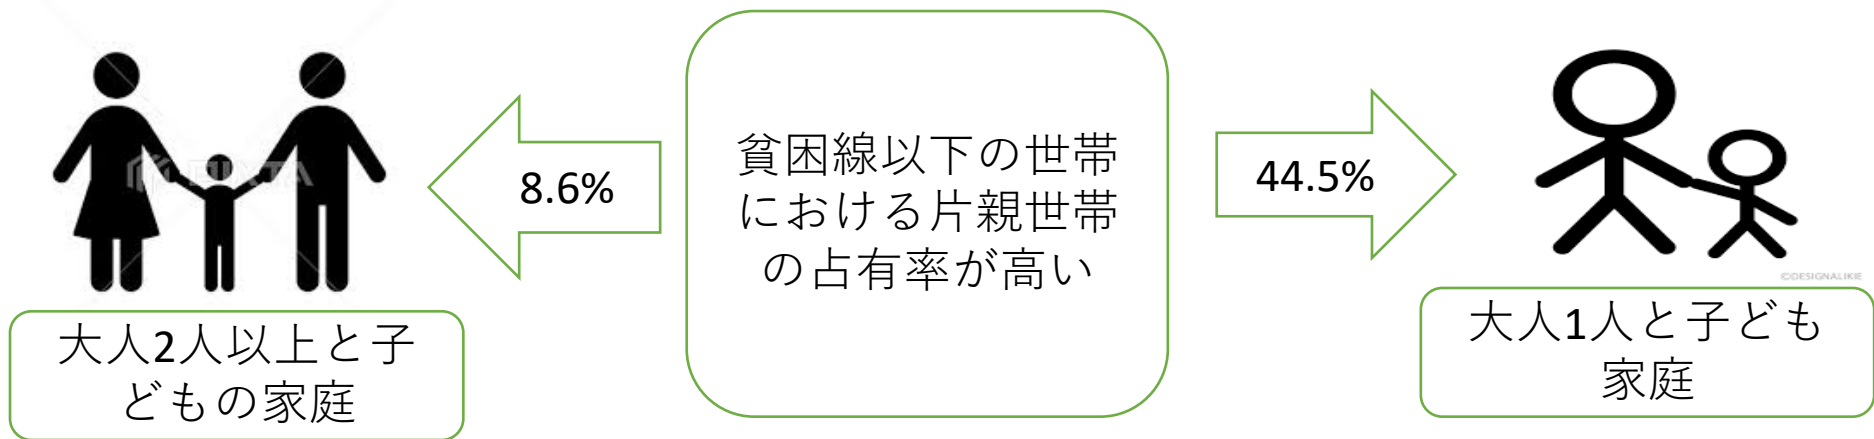 8.6%
大人2人以上と子
どもの家庭
貧困線以下の世帯
における片親世帯
の占有率が高い
44.5%
©DESIGNALIKIE
大人1人と子ども
家庭